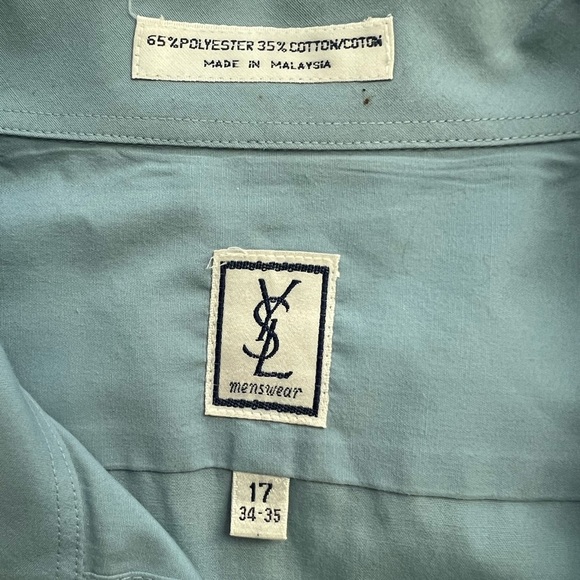 65%POLYESTER 35%COTTON/COTON
MADE IN MALAYSIA
YSL
menswear
17
34-35